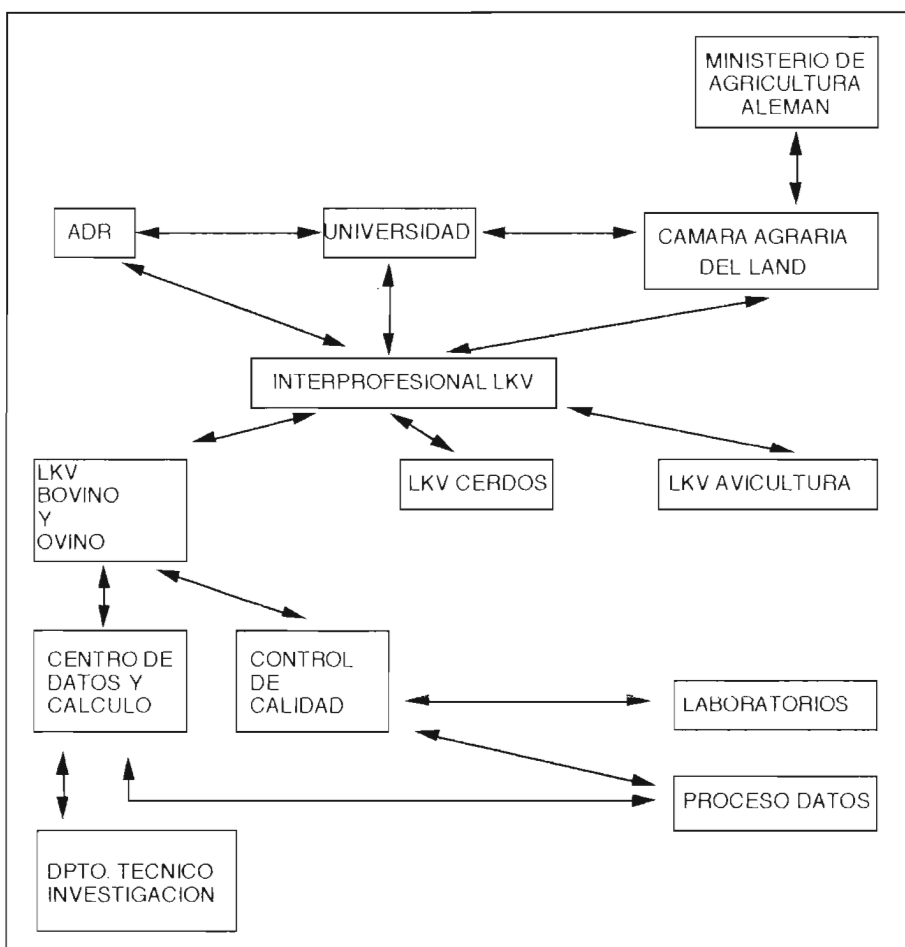 MINISTERIO DE
AGRICULTURA
ALEMAN
ADR
UNIVERSIDAD
CAMARA AGRARIA
DEL LAND
INTERPROFESIONAL LKV
LKV
BOVINO
Y
OVINO
LKV CERDOS
LKV AVICULTURA
CENTRO DE
DATOS Y
CALCULO
CONTROL
DE
CALIDAD
LABORATORIOS
PROCESO DATOS
DPTO. TECNICO
INVESTIGACION